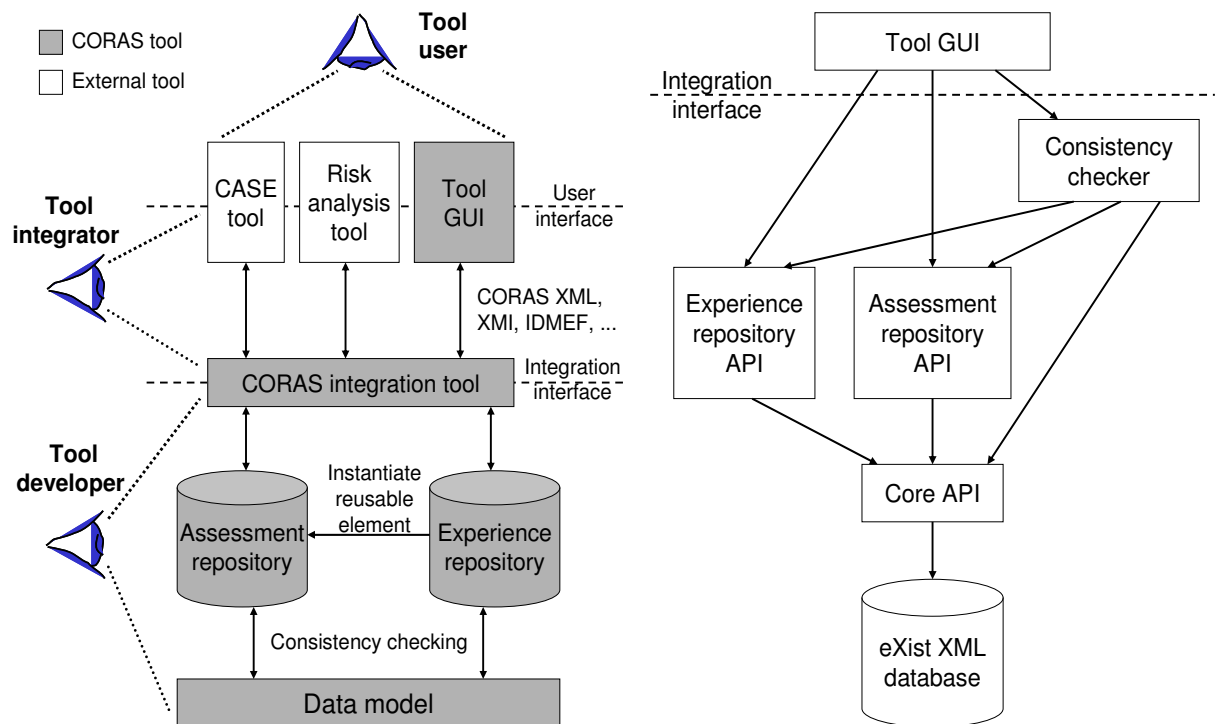 Tool
user
CORAS tool
External tool
CASE
tool
Risk
analysis
tool
Tool
GUI
User
interface
Tool
integrator
CORAS XML,
XMI, IDMEF, ...
CORAS integration tool
Integration
interface
Tool
developer
Instantiate
reusable
element
Assessment
repository
Experience
repository
Consistency checking
Data model
Tool GUI
Integration
interface
Consistency
checker
Experience
repository
API
Assessment
repository
API
Core API
eXist XML
database